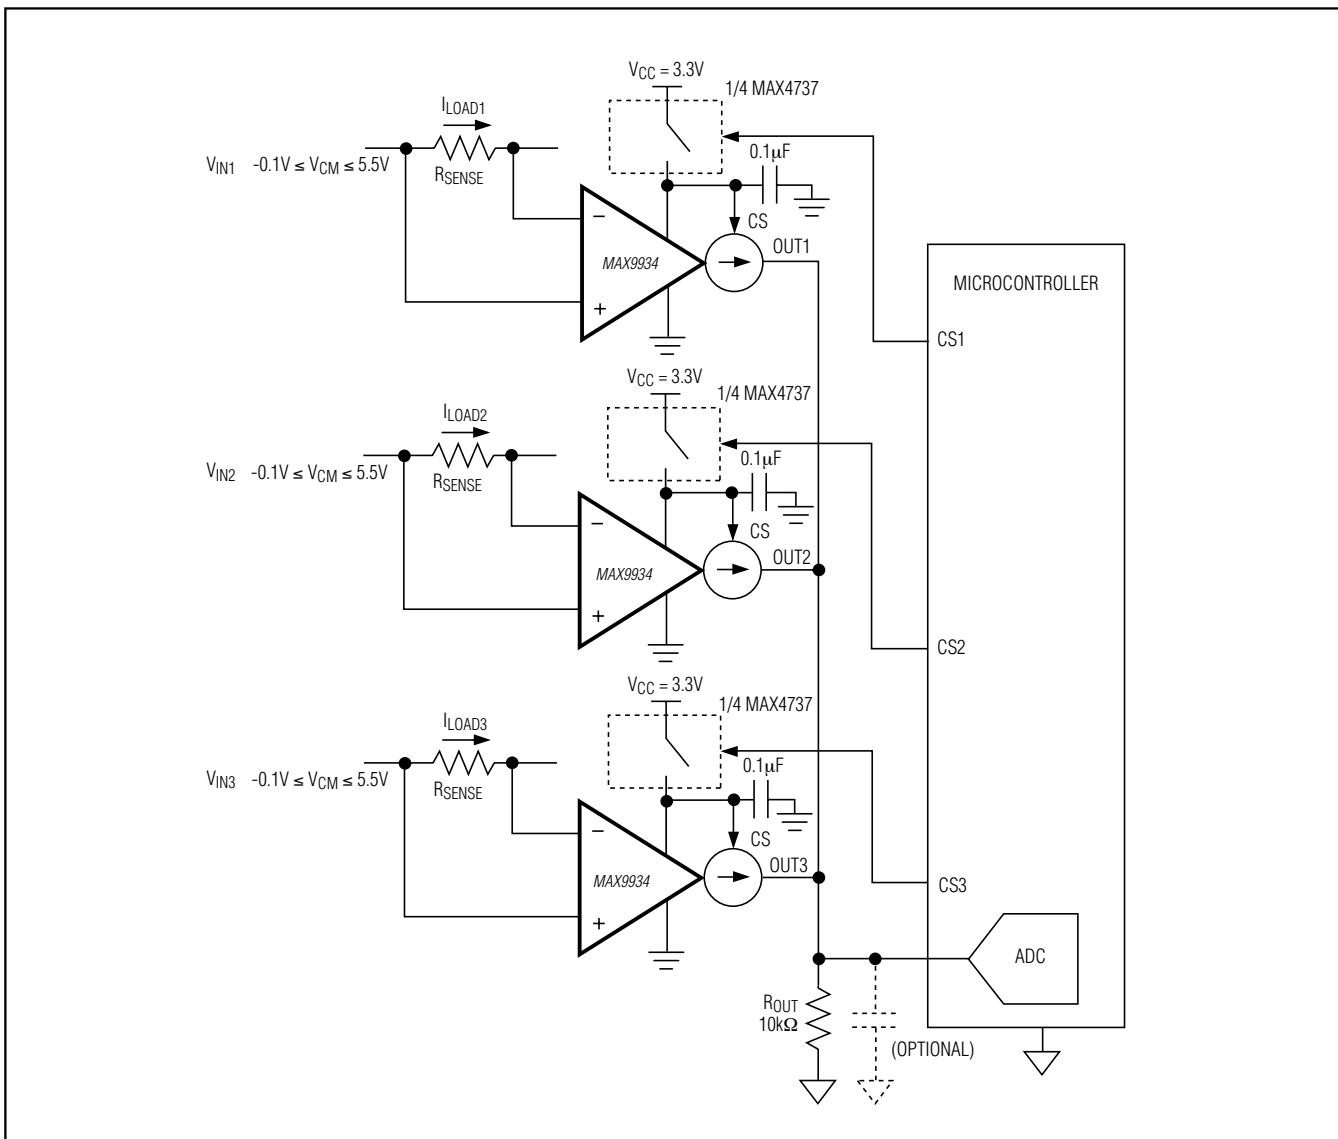 VCC = 3.3V
1/4 MAX4737
ILOAD1
0.1μF
VIN1 -0.1V ≤ VCM ≤ 5.5V
RSENSE
CS
−
OUT1
MAX9934
+
MICROCONTROLLER
CS1
VCC = 3.3V
1/4 MAX4737
ILOAD2
0.1μF
VIN2 -0.1V ≤ VCM ≤ 5.5V
RSENSE
CS
−
OUT2
MAX9934
+
CS2
VCC = 3.3V
1/4 MAX4737
ILOAD3
0.1μF
VIN3 -0.1V ≤ VCM ≤ 5.5V
RSENSE
CS
−
OUT3
MAX9934
+
CS3
ADC
ROUT
10kΩ
(OPTIONAL)